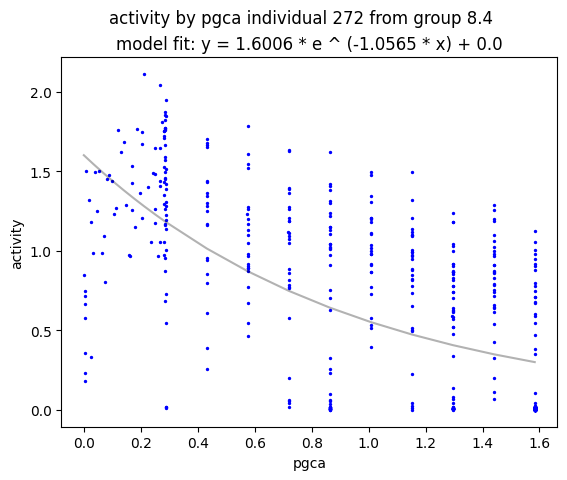 activity by pgca individual 272 from group 8.4
model fit: y = 1.6006 * e ^ (-1.0565 * x) + 0.0
activity
2.0
1.5
1.0
0.5
0.0
0.0 0.2 0.4 0.6 0.8 1.0 1.2 1.4 1.6
pgca